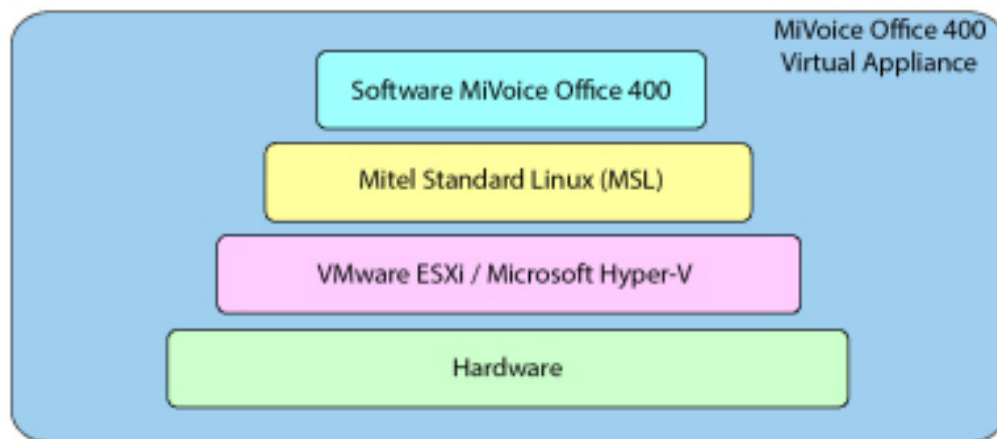 MiVoice Office 400
Virtual Appliance
Software MiVoice Office 400
Mitel Standard Linux (MSL)
VMware ESXi / Microsoft Hyper-V
Hardware